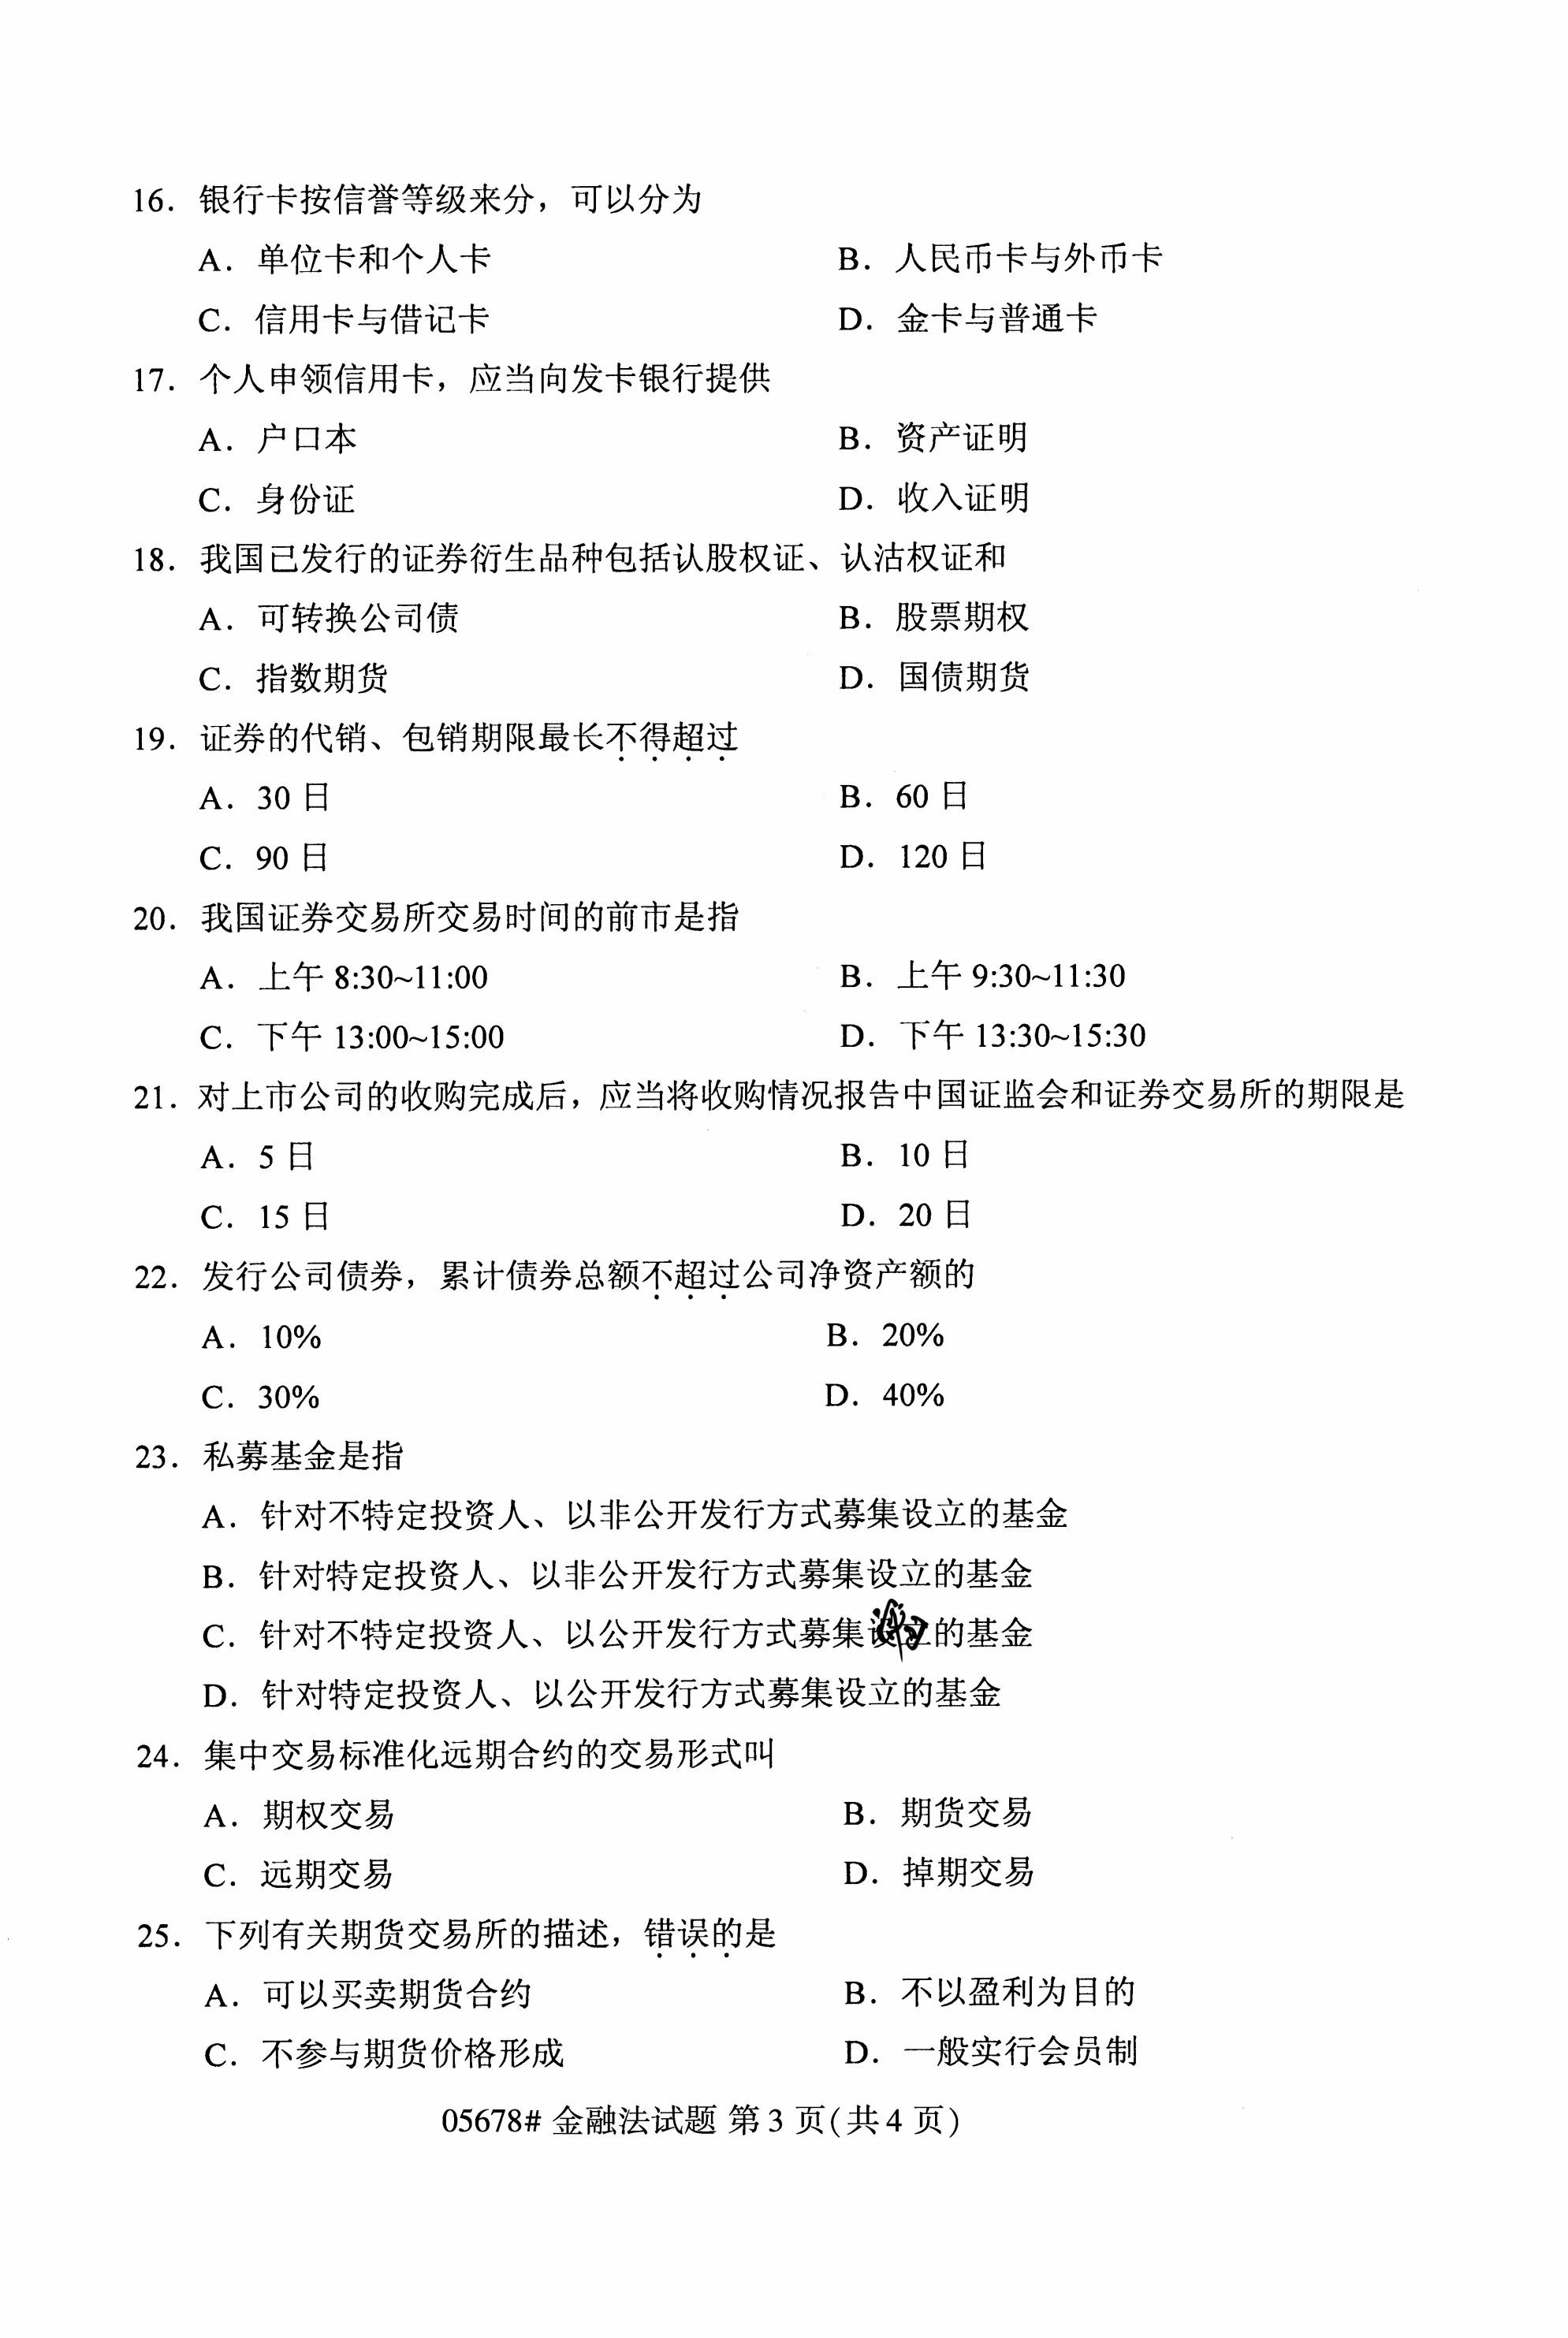 16. 银行卡按信誉等级来分，可以分为
A. 单位卡和个人卡 B. 人民币卡与外币卡
C. 信用卡与借记卡 D. 金卡与普通卡
17. 个人申领信用卡，应当向发卡银行提供
A. 户口本 B. 资产证明
C. 身份证 D. 收入证明
18. 我国已发行的证券衍生品种包括认股权证、认沽权证和
A. 可转换公司债 B. 股票期权
C. 指数期货 D. 国债期货
19. 证券的代销、包销期限最长不得超过
A. 30 日 B. 60 日
C. 90 日 D. 120 日
20. 我国证券交易所交易时间的前市是指
A. 上午 8:30~11:00 B. 上午 9:30~11:30
C. 下午 13:00~15:00 D. 下午 13:30~15:30
21. 对上市公司的收购完成后，应当将收购情况报告中国证监会和证券交易所的期限是
A. 5 日 B. 10 日
C. 15 日 D. 20 日
22. 发行公司债券，累计债券总额不超过公司净资产额的
A. 10% B. 20%
C. 30% D. 40%
23. 私募基金是指
A. 针对不特定投资人、以非公开发行方式募集设立的基金
B. 针对特定投资人、以非公开发行方式募集设立的基金
C. 针对不特定投资人、以公开发行方式募集设立的基金
D. 针对特定投资人、以公开发行方式募集设立的基金
24. 集中交易标准化远期合约的交易形式叫
A. 期权交易 B. 期货交易
C. 远期交易 D. 掉期交易
25. 下列有关期货交易所的描述，错误的是
A. 可以买卖期货合约 B. 不以盈利为目的
C. 不参与期货价格形成 D. 一般实行会员制
05678# 金融法试题 第 3 页(共 4 页)